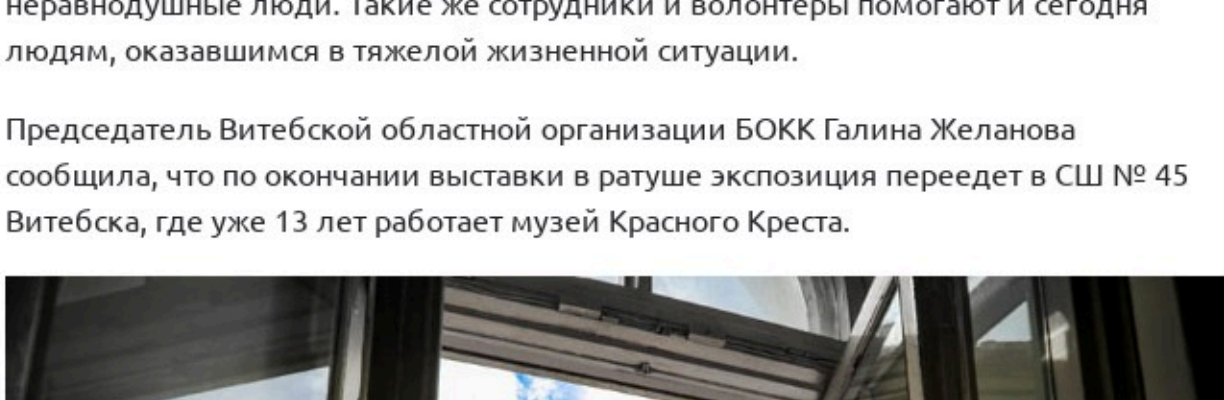 неравнодушные люди. Такие же сотрудники и волонтеры помогают и сегодня
людям, оказавшимся в тяжелой жизненной ситуации.
Председатель Витебской областной организации БОКК Галина Желанова
сообщила, что по окончании выставки в ратуше экспозиция переедет в СШ № 45
Витебска, где уже 13 лет работает музей Красного Креста.